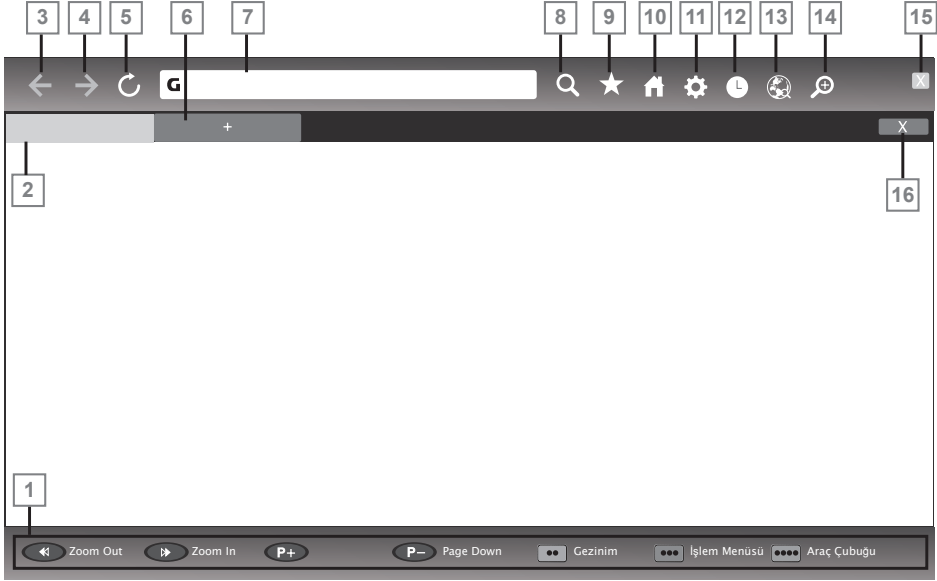 3 4 5 6 7 8 9 10 11 12 13 14 15
G X
+ X
2 16
1
Zoom Out Zoom In P+ P− Page Down Gezinim İşlem Menüsü Araç Çubuğu